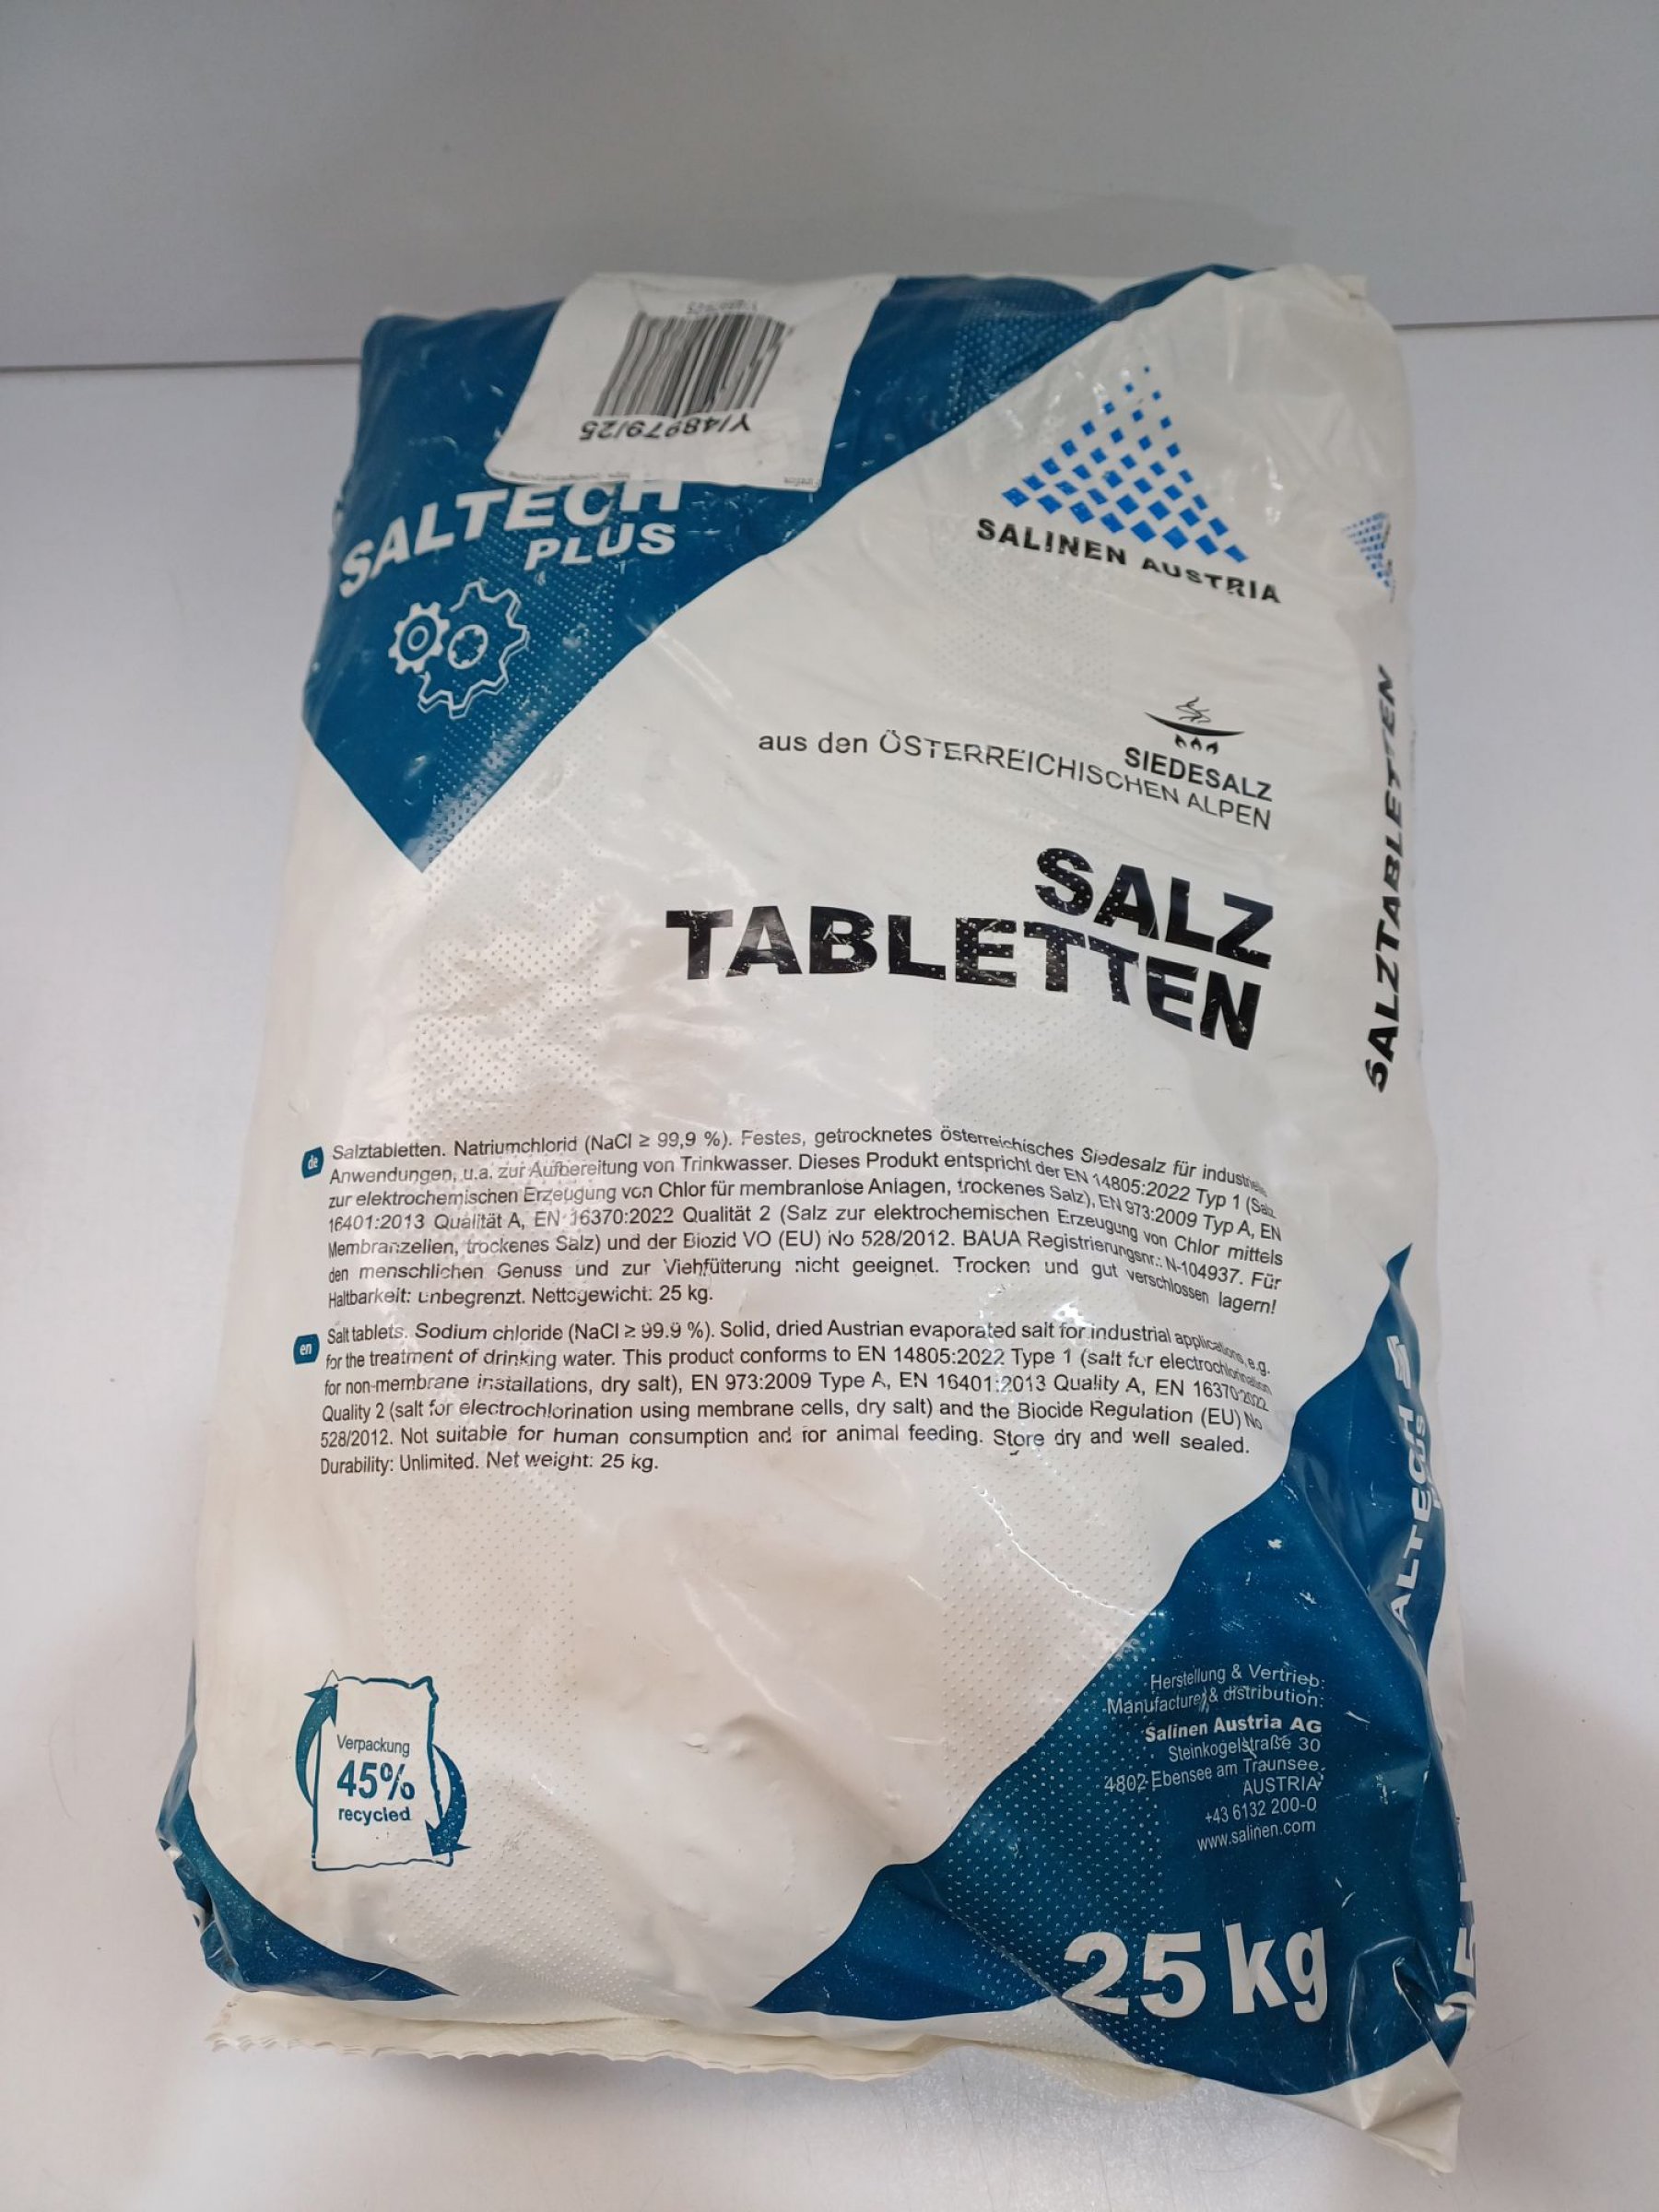 Y/48979/25
SALTECH
PLUS
SALINEN AUSTRIA
SIEDESALZ
aus den ÖSTERREICHISCHEN ALPEN
SALZ
TABLETTEN
SALZTABLETTEN
de
Salztabletten. Natriumchlorid (NaCl ≥ 99,9 %). Festes, getrocknetes österreichisches Siedesalz für industrielle
Anwendungen, u.a. zur Aufbereitung von Trinkwasser. Dieses Produkt entspricht der EN 14805:2022 Typ 1 (Salz
zur elektrochemischen Erzeugung von Chlor für membranlose Anlagen, trockenes Salz), EN 973:2009 Typ A, EN
16401:2013 Qualität A, EN 16370:2022 Qualität 2 (Salz zur elektrochemischen Erzeugung von Chlor mittels
Membranzellen, trockenes Salz) und der Biozid VO (EU) No 528/2012. BAUA Registrierungsnr.: N-104937. Für
den menschlichen Genuss und zur Viehfütterung nicht geeignet. Trocken und gut verschlossen lagern!
Haltbarkeit: unbegrenzt. Nettogewicht: 25 kg.
en
Salt tablets. Sodium chloride (NaCl ≥ 99.9 %). Solid, dried Austrian evaporated salt for industrial applications, e.g.
for the treatment of drinking water. This product conforms to EN 14805:2022 Type 1 (salt for electrochlorination
for non-membrane installations, dry salt), EN 973:2009 Type A, EN 16401:2013 Quality A, EN 16370:2022
Quality 2 (salt for electrochlorination using membrane cells, dry salt) and the Biocide Regulation (EU) No
528/2012. Not suitable for human consumption and for animal feeding. Store dry and well sealed.
Durability: Unlimited. Net weight: 25 kg.
Verpackung
45%
recycled
Herstellung & Vertrieb:
Manufacture & distribution:
Salinen Austria AG
Steinkogelstraße 30
4802 Ebensee am Traunsee,
AUSTRIA
+43 6132 200-0
www.salinen.com
25 kg